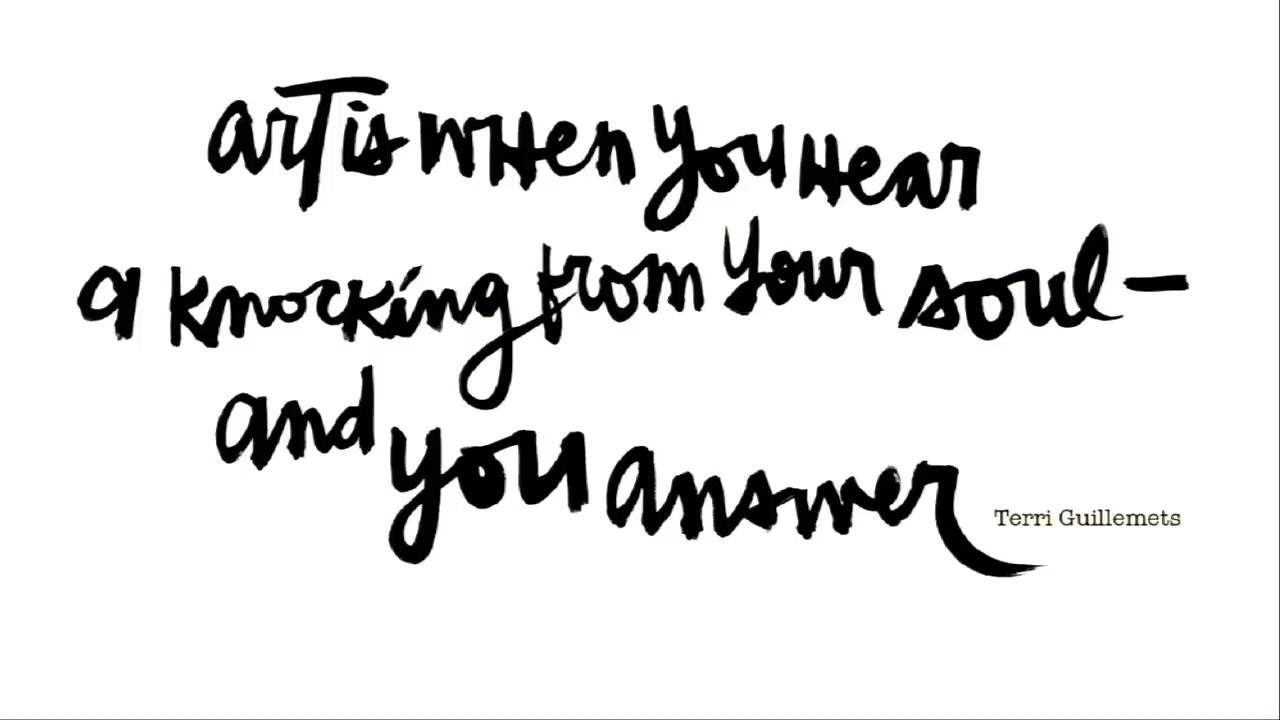 art is when you hear
a knocking from your soul—
and you answer
Terri Guillemets